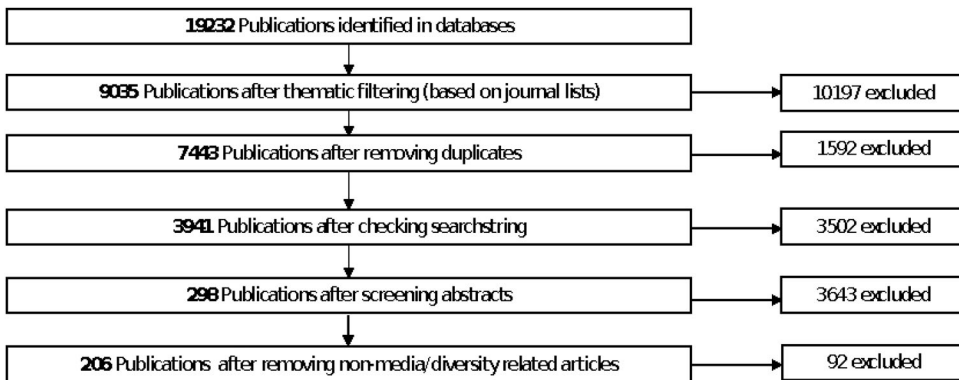 19232 Publications identified in databases
9035 Publications after thematic filtering (based on journal lists)
10197 excluded
7443 Publications after removing duplicates
1592 excluded
3941 Publications after checking searchstring
3502 excluded
298 Publications after screening abstracts
3643 excluded
206 Publications after removing non-media/diversity related articles
92 excluded